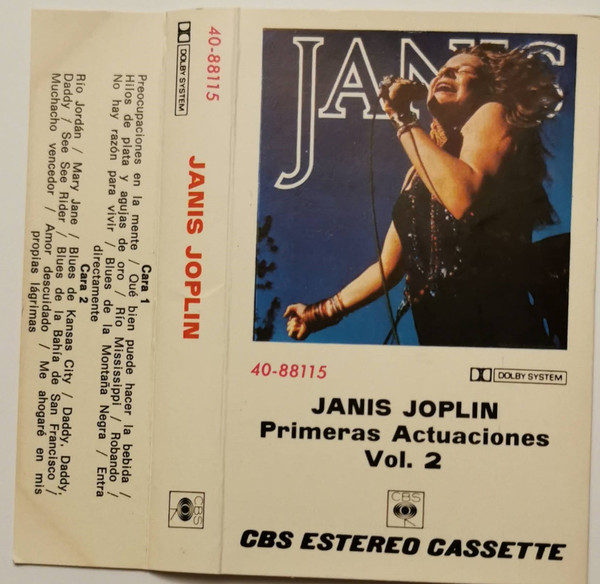 Cara 1
Preocupaciones en la mente / Qué bien puede hacer la bebida /
Hilos de plata y agujas de oro / Río Mississippi / Robando /
No hay razón para vivir / Blues de la Montaña Negra / Entra
directamente
Cara 2
Río Jordán / Mary Jane / Blues de Kansas City / Daddy, Daddy,
Daddy / See See Rider / Blues de la Bahía de San Francisco /
Muchacho vencedor / Amor descuidado / Me ahogaré en mis
propias lágrimas
40-88115
DOLBY SYSTEM
JANIS JOPLIN
CBS
JANIS
40-88115
DOLBY SYSTEM
JANIS JOPLIN
Primeras Actuaciones
Vol. 2
CBS
CBS ESTEREO CASSETTE